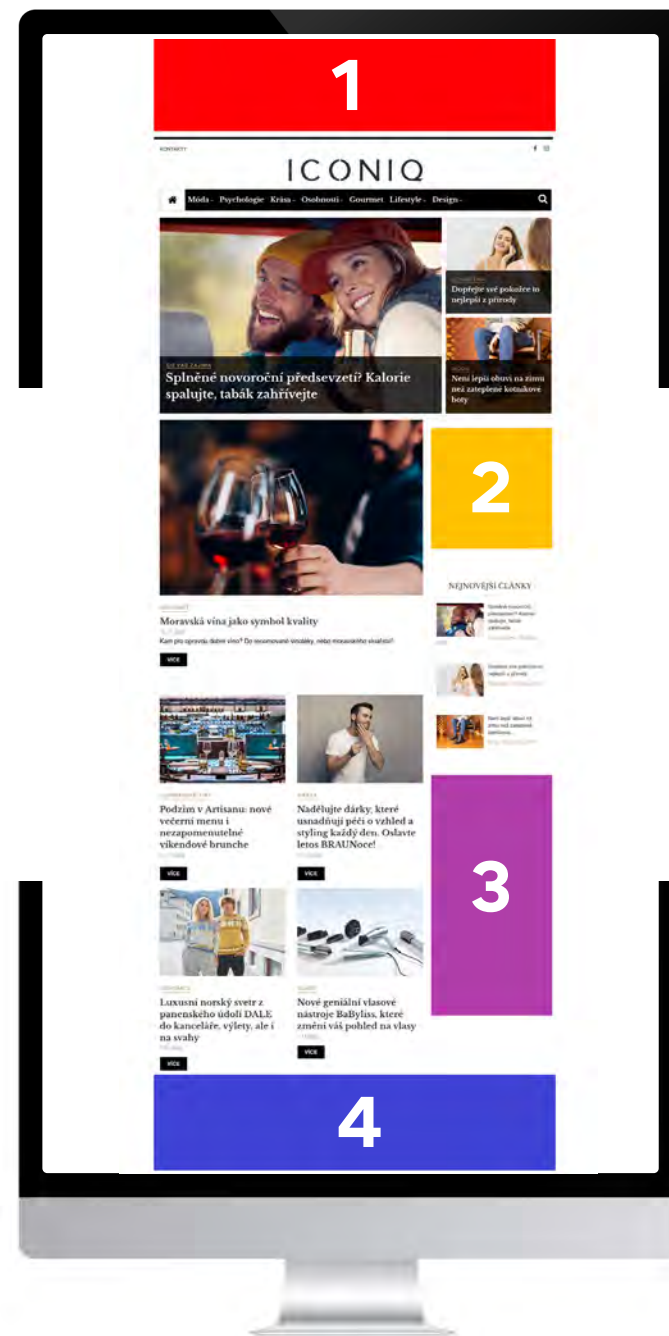 1
KONTAKTY
ICONIQ
Móda Psychologie Krása Osobnosti Gourmet Lifestyle Design
CO VÁS ZAJÍMÁ
Splněné novoroční předsevzetí? Kalorie
spalujte, tabák zahřívejte
Dopřejte své pokožce to
nejlepší z přírody
Není lepší obuvi na zimu
než zateplené kotníkové
boty
2
Moravská vína jako symbol kvality
VÍCE
NEJNOVĚJŠÍ ČLÁNKY
Podzim v Artisanu: nové
večerní menu i
nezapomenutelné
víkendové brunche
VÍCE
Nadělujte dárky, které
usnadňují péči o vzhled a
styling každý den. Oslavte
letos BRAUNoce!
VÍCE
3
Luxusní norský svetr z
panenského údolí DALE
do kanceláře, výlety, ale i
na svahy
VÍCE
Nové geniální vlasové
nástroje BaByliss, které
změní váš pohled na vlasy
VÍCE
4